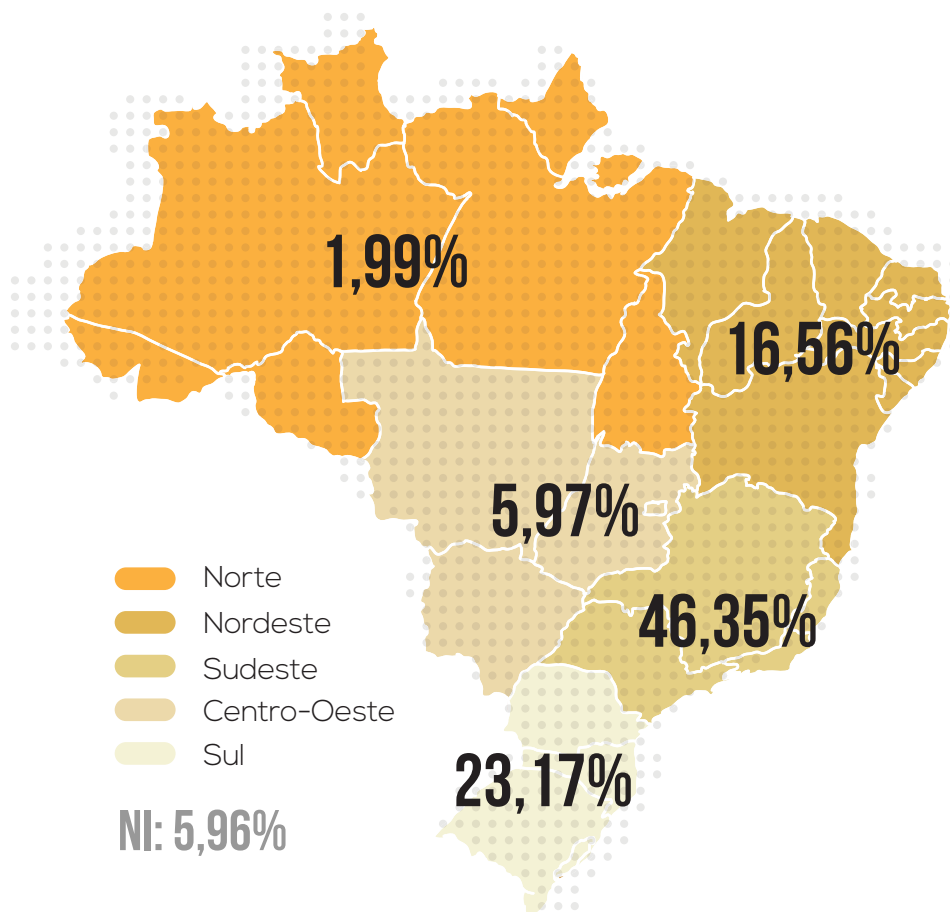 1,99%
16,56%
5,97%
46,35%
23,17%
Norte
Nordeste
Sudeste
Centro-Oeste
Sul
NI: 5,96%